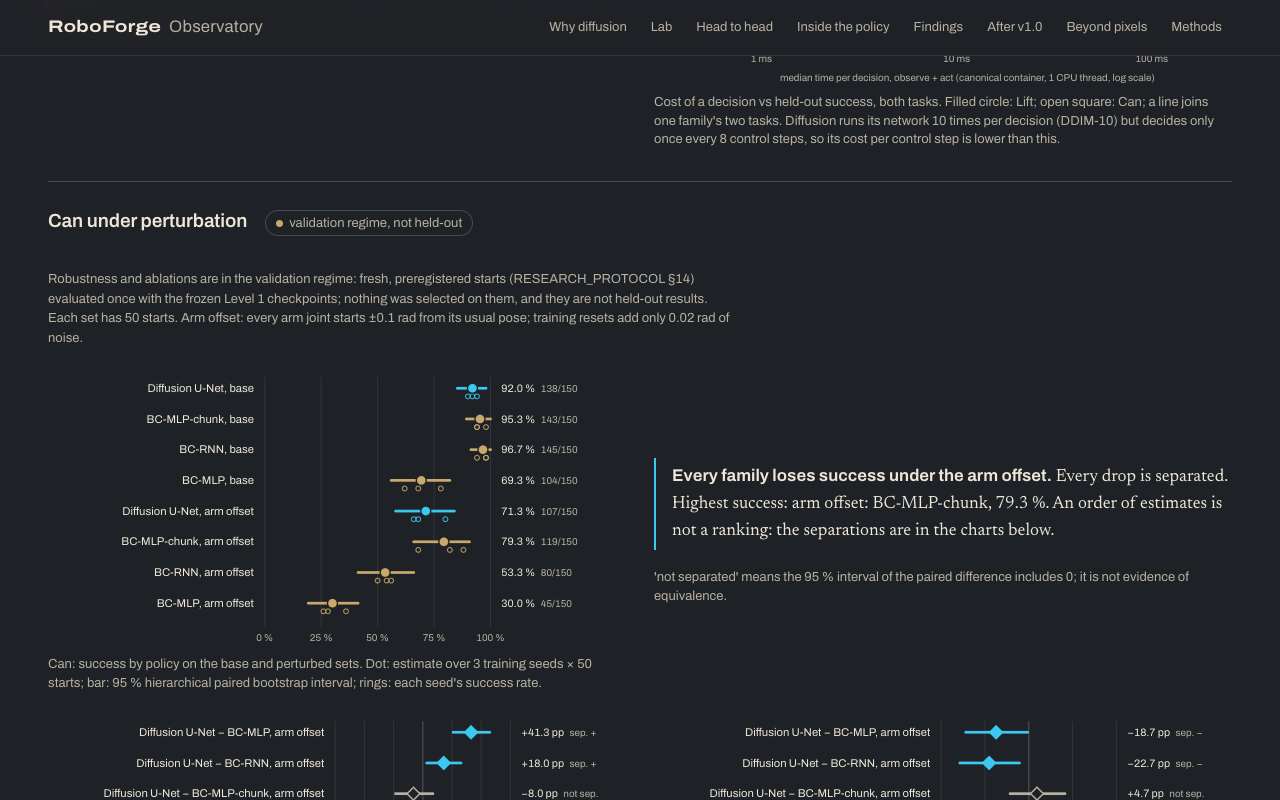 RoboForge Observatory
Why diffusion
Lab
Head to head
Inside the policy
Findings
After v1.0
Beyond pixels
Methods
1 ms
10 ms
100 ms
median time per decision, observe + act (canonical container, 1 CPU thread, log scale)
Cost of a decision vs held-out success, both tasks. Filled circle: Lift; open square: Can; a line joins
one family's two tasks. Diffusion runs its network 10 times per decision (DDIM-10) but decides only
once every 8 control steps, so its cost per control step is lower than this.
Can under perturbation
validation regime, not held-out
Robustness and ablations are in the validation regime: fresh, preregistered starts (RESEARCH_PROTOCOL §14)
evaluated once with the frozen Level 1 checkpoints; nothing was selected on them, and they are not held-out results.
Each set has 50 starts. Arm offset: every arm joint starts ±0.1 rad from its usual pose; training resets add only 0.02 rad of
noise.
Diffusion U-Net, base 92.0 % 138/150
BC-MLP-chunk, base 95.3 % 143/150
BC-RNN, base 96.7 % 145/150
BC-MLP, base 69.3 % 104/150
Diffusion U-Net, arm offset 71.3 % 107/150
BC-MLP-chunk, arm offset 79.3 % 119/150
BC-RNN, arm offset 53.3 % 80/150
BC-MLP, arm offset 30.0 % 45/150
0 % 25 % 50 % 75 % 100 %
Can: success by policy on the base and perturbed sets. Dot: estimate over 3 training seeds × 50
starts; bar: 95 % hierarchical paired bootstrap interval; rings: each seed's success rate.
Every family loses success under the arm offset. Every drop is separated.
Highest success: arm offset: BC-MLP-chunk, 79.3 %. An order of estimates is
not a ranking: the separations are in the charts below.
'not separated' means the 95 % interval of the paired difference includes 0; it is not evidence of
equivalence.
Diffusion U-Net − BC-MLP, arm offset +41.3 pp sep. +
Diffusion U-Net − BC-RNN, arm offset +18.0 pp sep. +
Diffusion U-Net − BC-MLP-chunk, arm offset −8.0 pp not sep.
Diffusion U-Net − BC-MLP, arm offset −18.7 pp sep. −
Diffusion U-Net − BC-RNN, arm offset −22.7 pp sep. −
Diffusion U-Net − BC-MLP-chunk, arm offset +4.7 pp not sep.